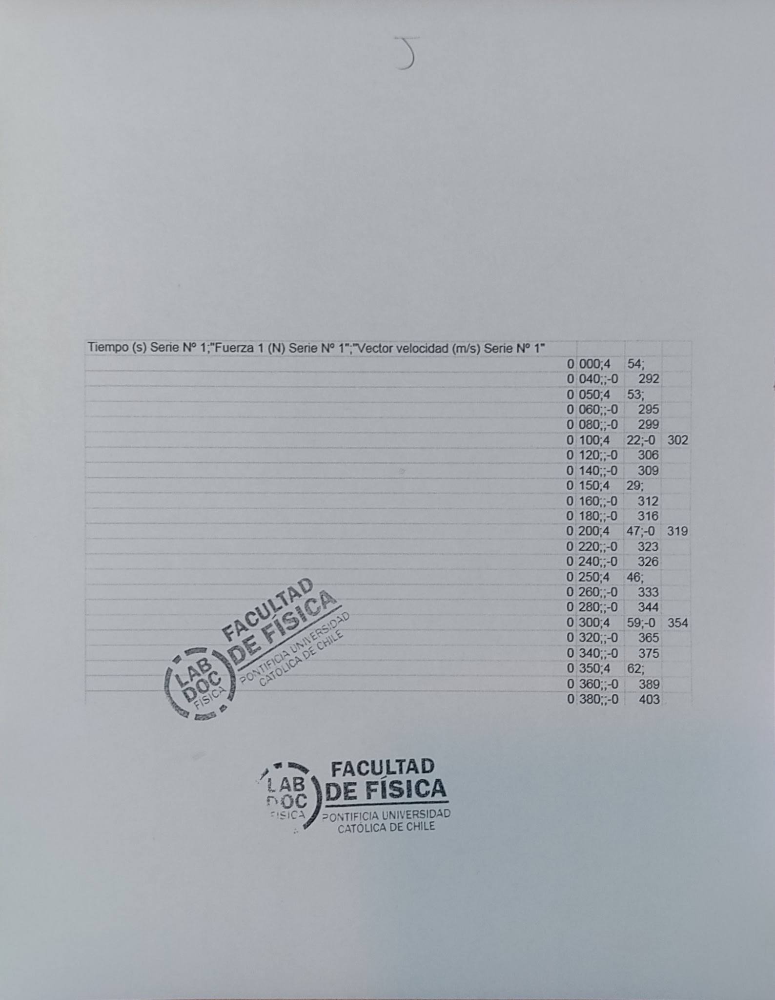 J
Tiempo (s) Serie Nº 1;"Fuerza 1 (N) Serie Nº 1";"Vector velocidad (m/s) Serie Nº 1"
0 000;4 54;
0 040;;-0 292
0 050;4 53;
0 060;;-0 295
0 080;;-0 299
0 100;4 22;-0 302
0 120;;-0 306
0 140;;-0 309
0 150;4 29;
0 160;;-0 312
0 180;;-0 316
0 200;4 47;-0 319
0 220;;-0 323
0 240;;-0 326
0 250;4 46;
0 260;;-0 333
0 280;;-0 344
0 300;4 59;-0 354
0 320;;-0 365
0 340;;-0 375
0 350;4 62;
0 360;;-0 389
0 380;;-0 403
LAB
DOC
FÍSICA
FACULTAD
DE FÍSICA
PONTIFICIA UNIVERSIDAD
CATÓLICA DE CHILE
LAB
DOC
FÍSICA
FACULTAD
DE FÍSICA
PONTIFICIA UNIVERSIDAD
CATÓLICA DE CHILE